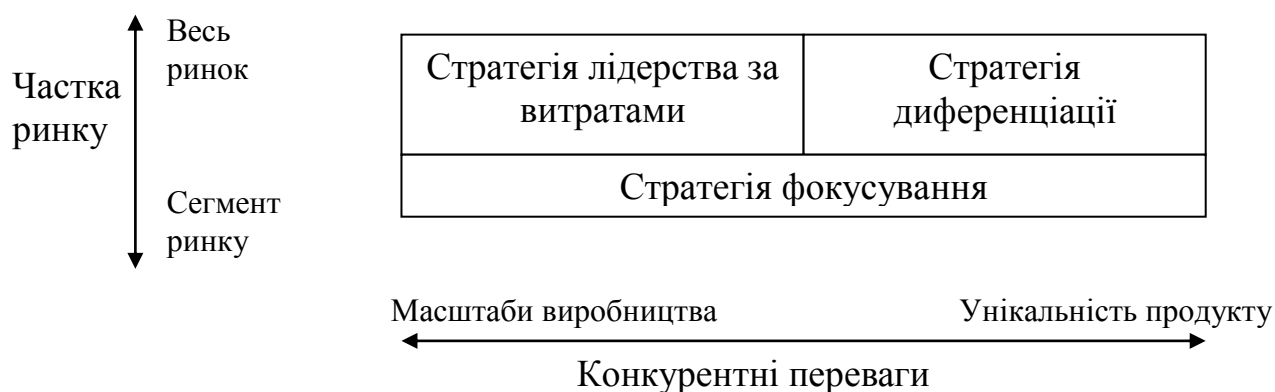 Частка
ринку
Весь
ринок
Сегмент
ринку
Стратегія лідерства за
витратами
Стратегія
диференціації
Стратегія фокусування
Масштаби виробництва
Унікальність продукту
Конкурентні переваги